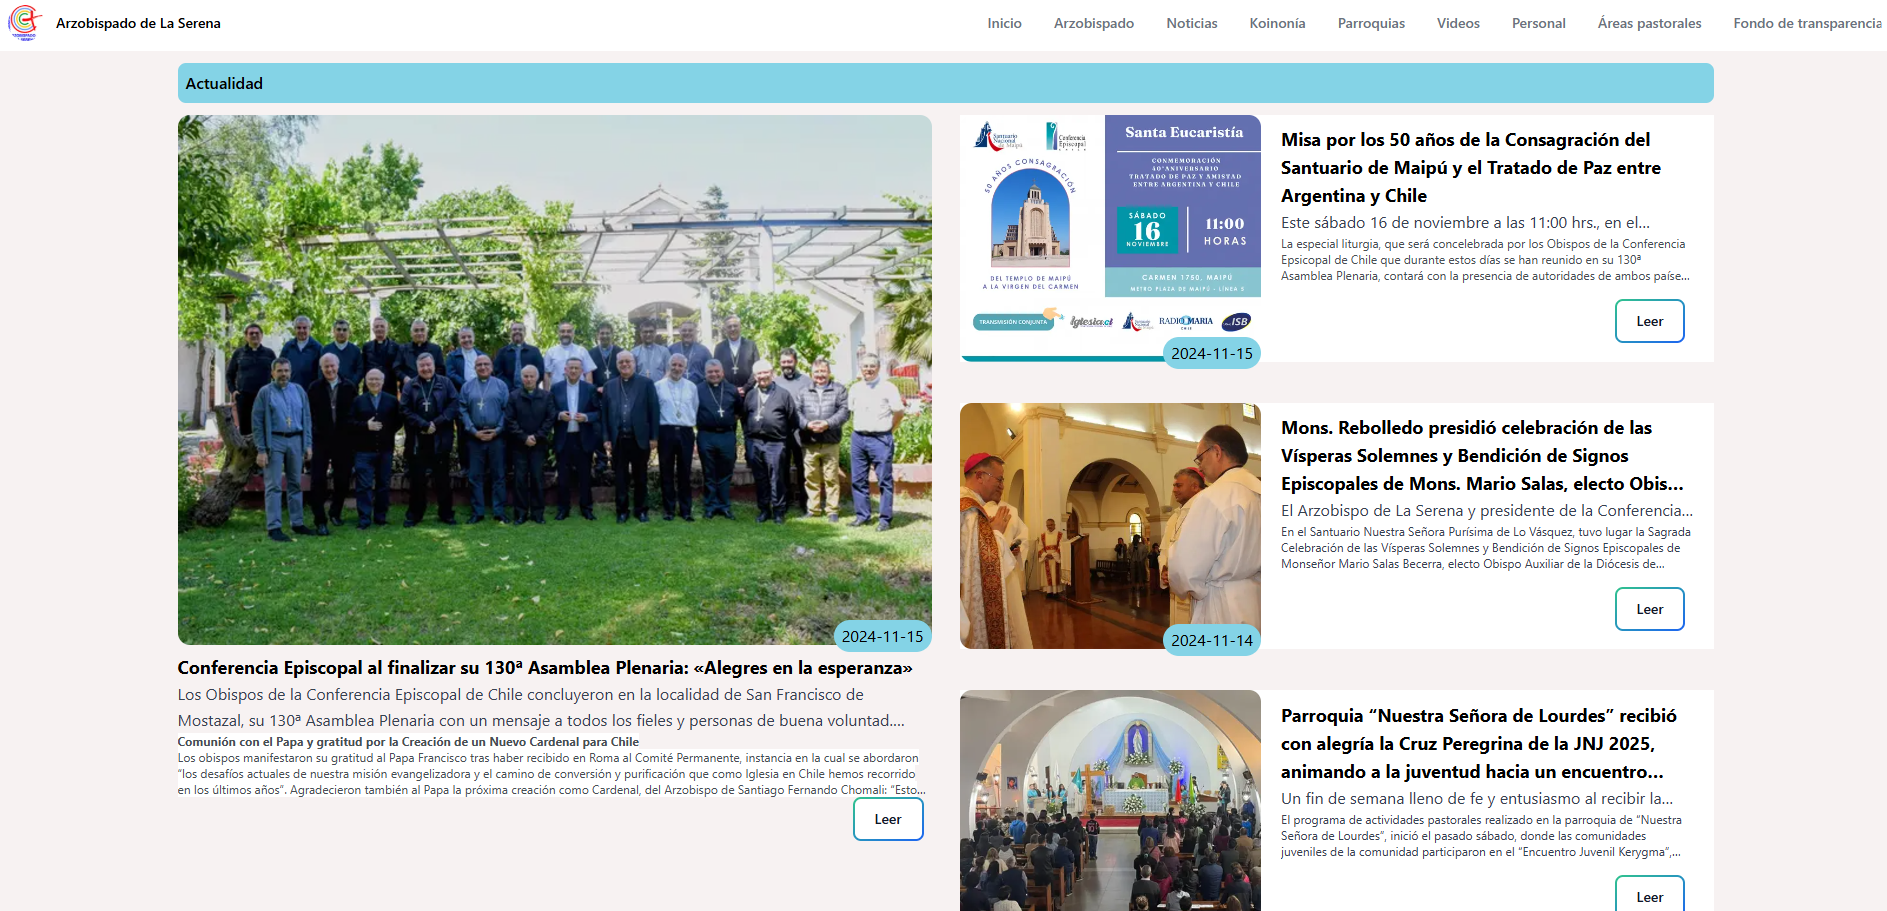 Arzobispado de La Serena
Inicio
Arzobispado
Noticias
Koinonía
Parroquias
Videos
Personal
Áreas pastorales
Fondo de transparencia
Actualidad
2024-11-15
Conferencia Episcopal al finalizar su 130ª Asamblea Plenaria: «Alegres en la esperanza»
Los Obispos de la Conferencia Episcopal de Chile concluyeron en la localidad de San Francisco de
Mostazal, su 130ª Asamblea Plenaria con un mensaje a todos los fieles y personas de buena voluntad....
Comunión con el Papa y gratitud por la Creación de un Nuevo Cardenal para Chile
Los obispos manifestaron su gratitud al Papa Francisco tras haber recibido en Roma al Comité Permanente, instancia en la cual se abordaron
“los desafíos actuales de nuestra misión evangelizadora y el camino de conversión y purificación que como Iglesia en Chile hemos recorrido
en los últimos años”. Agradecieron también al Papa la próxima creación como Cardenal, del Arzobispo de Santiago Fernando Chomali: “Esto...
Leer
Santuario
Nacional
de Maipú
Conferencia
Episcopal
50 AÑOS CONSAGRACIÓN
DEL TEMPLO DE MAIPÚ
A LA VIRGEN DEL CARMEN
Santa Eucaristía
CONMEMORACIÓN
40°ANIVERSARIO
TRATADO DE PAZ Y AMISTAD
ENTRE ARGENTINA Y CHILE
SÁBADO
16
NOVIEMBRE
11:00
HORAS
CARMEN 1750, MAIPÚ
METRO PLAZA DE MAIPÚ - LÍNEA 5
TRANSMISIÓN CONJUNTA
iglesia.cl
RADIO MARIA
CHILE
ISB
2024-11-15
Misa por los 50 años de la Consagración del
Santuario de Maipú y el Tratado de Paz entre
Argentina y Chile
Este sábado 16 de noviembre a las 11:00 hrs., en el...
La especial liturgia, que será concelebrada por los Obispos de la Conferencia
Epsicopal de Chile que durante estos días se han reunido en su 130ª
Asamblea Plenaria, contará con la presencia de autoridades de ambos paíse...
Leer
2024-11-14
Mons. Rebolledo presidió celebración de las
Vísperas Solemnes y Bendición de Signos
Episcopales de Mons. Mario Salas, electo Obis...
El Arzobispo de La Serena y presidente de la Conferencia...
En el Santuario Nuestra Señora Purísima de Lo Vásquez, tuvo lugar la Sagrada
Celebración de las Vísperas Solemnes y Bendición de Signos Episcopales de
Monseñor Mario Salas Becerra, electo Obispo Auxiliar de la Diócesis de...
Leer
Parroquia “Nuestra Señora de Lourdes” recibió
con alegría la Cruz Peregrina de la JNJ 2025,
animando a la juventud hacia un encuentro...
Un fin de semana lleno de fe y entusiasmo al recibir la...
El programa de actividades pastorales realizado en la parroquia de “Nuestra
Señora de Lourdes”, inició el pasado sábado, donde las comunidades
juveniles de la comunidad participaron en el “Encuentro Juvenil Kerygma”,...
Leer